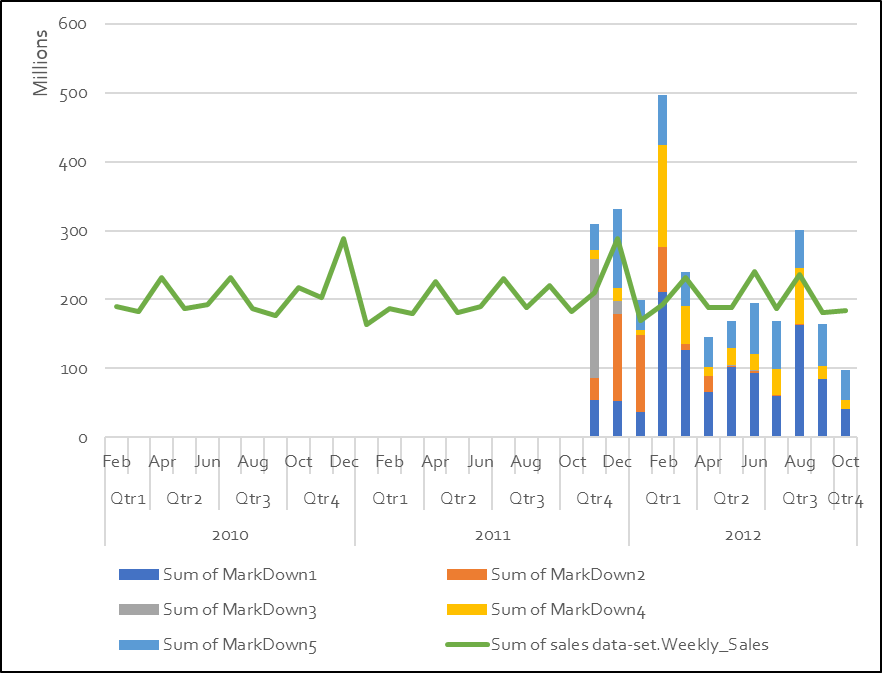 600
Millions
500
400
300
200
100
0
Feb Apr Jun Aug Oct Dec Feb Apr Jun Aug Oct Dec Feb Apr Jun Aug Oct
Qtr1 Qtr2 Qtr3 Qtr4 Qtr1 Qtr2 Qtr3 Qtr4 Qtr1 Qtr2 Qtr3 Qtr4
2010 2011 2012
Sum of MarkDown1 Sum of MarkDown2
Sum of MarkDown3 Sum of MarkDown4
Sum of MarkDown5 Sum of sales data-set.Weekly_Sales